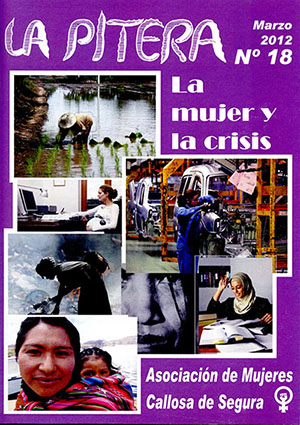 LA PITERA
Marzo
2012
Nº 18
La
mujer y
la crisis
Asociación de Mujeres
Callosa de Segura